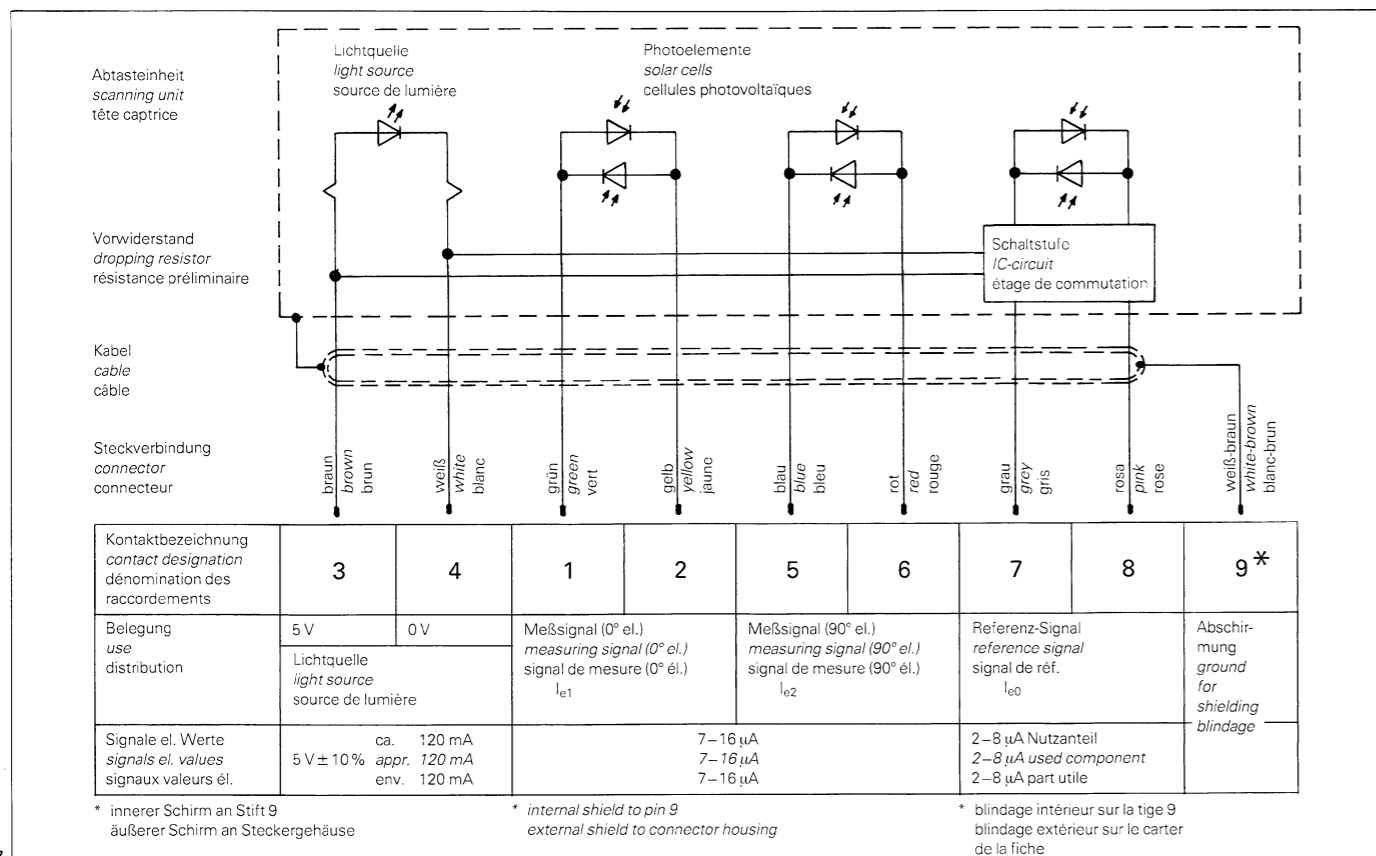 Abtasteinheit
scanning unit
tête captrice
Lichtquelle
light source
source de lumière
Photoelemente
solar cells
cellules photovoltaïques
Vorwiderstand
dropping resistor
résistance préliminaire
Schaltstufe
IC-circuit
étage de commutation
Kabel
cable
câble
Steckverbindung
connector
connecteur
braun
brown
brun
weiß
white
blanc
grün
green
vert
gelb
yellow
jaune
blau
blue
bleu
rot
red
rouge
grau
grey
gris
rosa
pink
rose
weiß-braun
white-brown
blanc-brun
Kontaktbezeichnung
contact designation
dénomination des
raccordements
3
4
1
2
5
6
7
8
9*
Belegung
use
distribution
5 V
0 V
Lichtquelle
light source
source de lumière
Meßsignal (0° el.)
measuring signal (0° el.)
signal de mesure (0° él.)
Ie1
Meßsignal (90° el.)
measuring signal (90° el.)
signal de mesure (90° él.)
Ie2
Referenz-Signal
reference signal
signal de réf.
Ie0
Abschir-
mung
ground
for
shielding
blindage
Signale el. Werte
signals el. values
signaux valeurs él.
ca. 120 mA
5 V ± 10 % appr. 120 mA
env. 120 mA
7–16 µA
7–16 µA
7–16 µA
2–8 µA Nutzanteil
2–8 µA used component
2–8 µA part utile
* innerer Schirm an Stift 9
äußerer Schirm an Steckergehäuse
* internal shield to pin 9
external shield to connector housing
* blindage intérieur sur la tige 9
blindage extérieur sur le carter
de la fiche